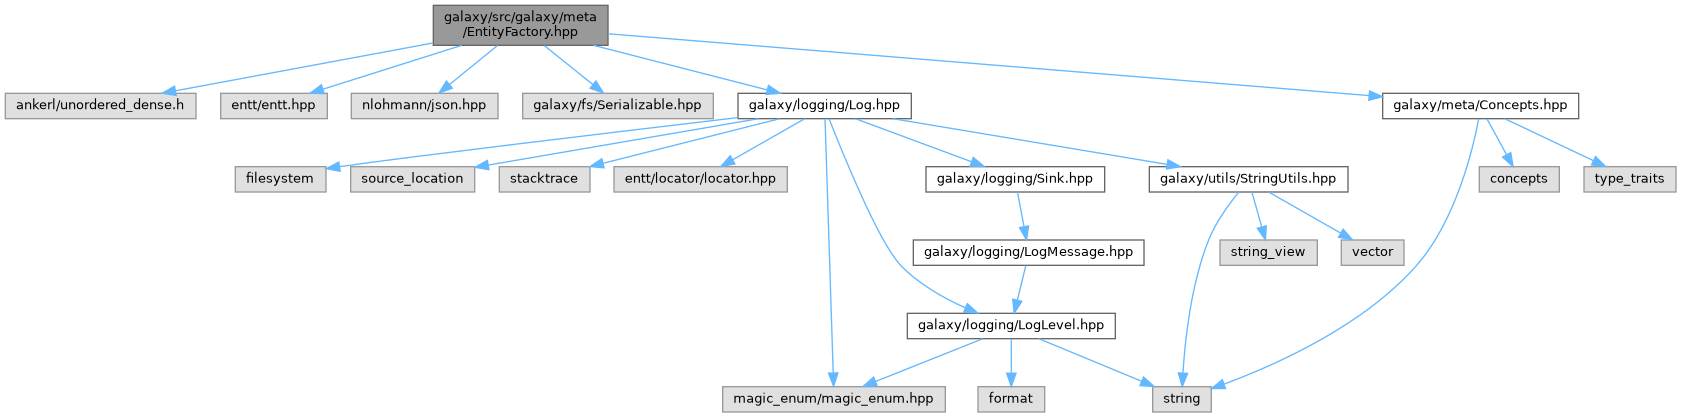 galaxy/src/galaxy/meta
/EntityFactory.hpp
ankerl/unordered_dense.h
entt/entt.hpp
nlohmann/json.hpp
galaxy/fs/Serializable.hpp
galaxy/logging/Log.hpp
galaxy/meta/Concepts.hpp
filesystem
source_location
stacktrace
entt/locator/locator.hpp
galaxy/logging/Sink.hpp
galaxy/utils/StringUtils.hpp
concepts
type_traits
galaxy/logging/LogMessage.hpp
string_view
vector
galaxy/logging/LogLevel.hpp
magic_enum/magic_enum.hpp
format
string